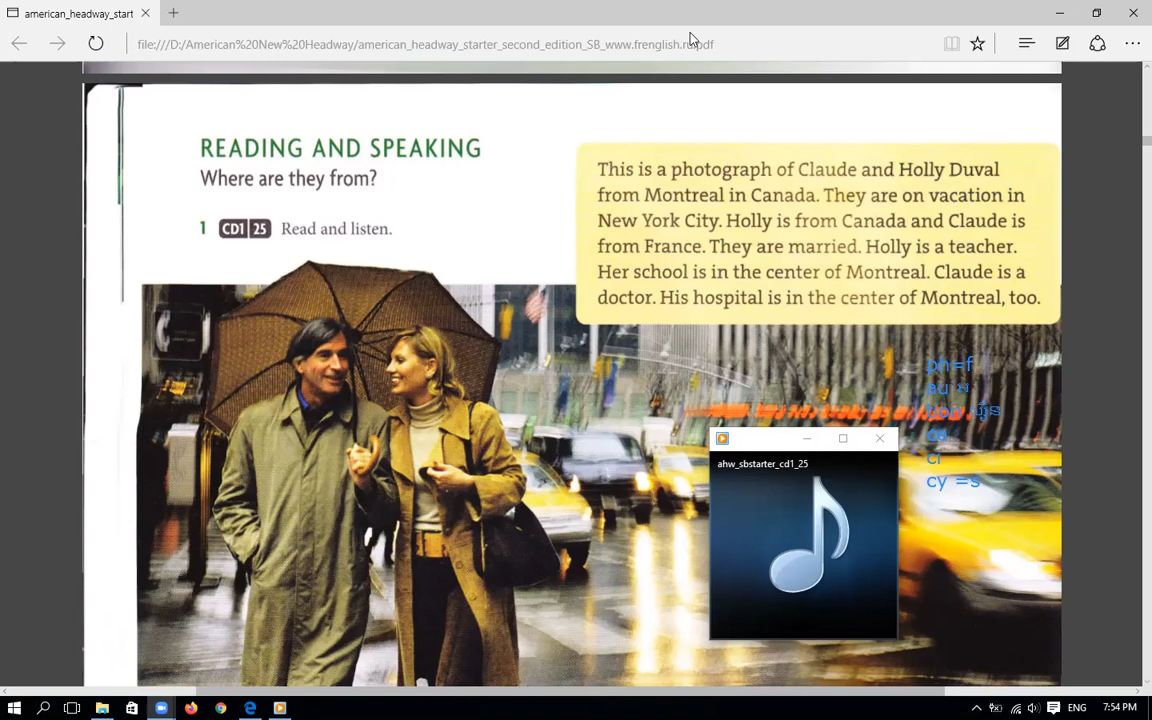 american_headway_start
file:///D:/American%20New%20Headway/american_headway_starter_second_edition_SB_www.frenglish.ru.pdf
READING AND SPEAKING
Where are they from?
1 CD1 25 Read and listen.
This is a photograph of Claude and Holly Duval
from Montreal in Canada. They are on vacation in
New York City. Holly is from Canada and Claude is
from France. They are married. Holly is a teacher.
Her school is in the center of Montreal. Claude is a
doctor. His hospital is in the center of Montreal, too.
ph=f
au អ
ce
ci
cy =s
ahw_sbstarter_cd1_25
ENG
7:54 PM